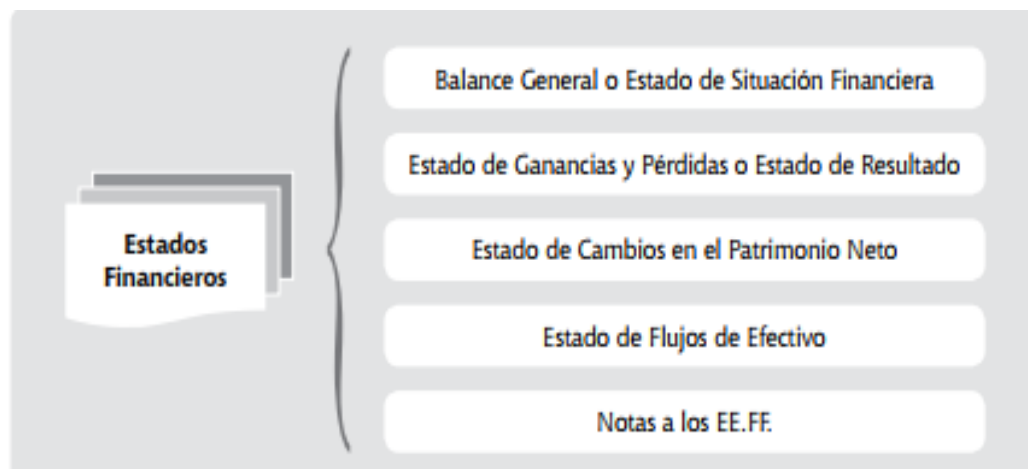 Estados
Financieros
Balance General o Estado de Situación Financiera
Estado de Ganancias y Pérdidas o Estado de Resultado
Estado de Cambios en el Patrimonio Neto
Estado de Flujos de Efectivo
Notas a los EE.FF.